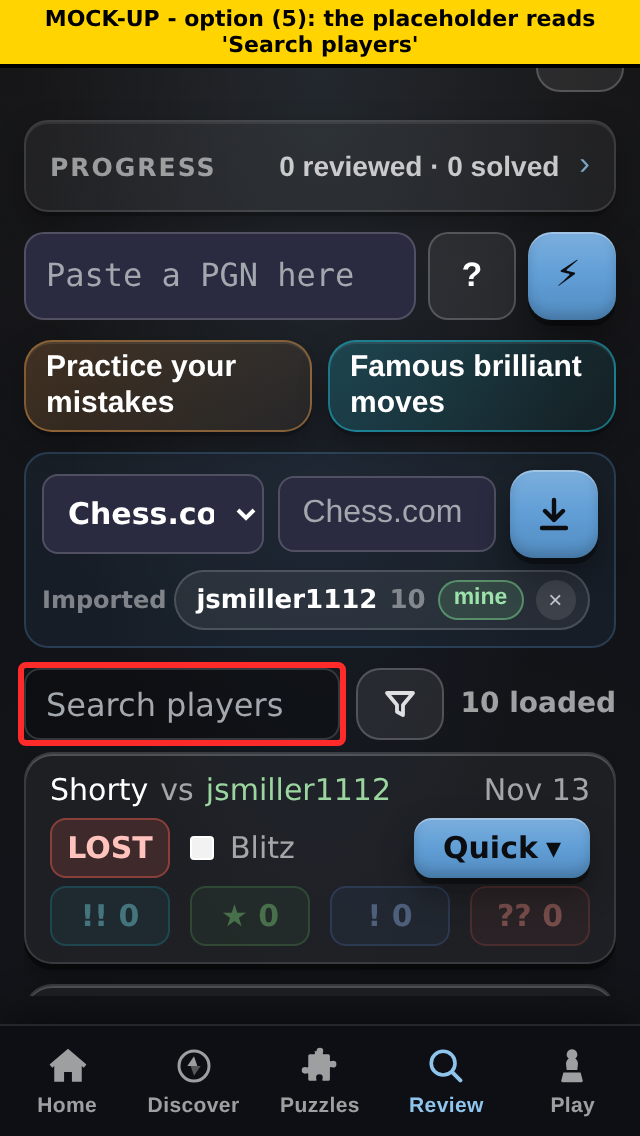 MOCK-UP - option (5): the placeholder reads
'Search players'
PROGRESS 0 reviewed · 0 solved ›
Paste a PGN here ? ⚡
Practice your
mistakes
Famous brilliant
moves
Chess.co Chess.com
Imported jsmiller1112 10 mine ×
Search players 10 loaded
Shorty vs jsmiller1112 Nov 13
LOST Blitz Quick ▾
!! 0 ★ 0 ! 0 ?? 0
Home Discover Puzzles Review Play